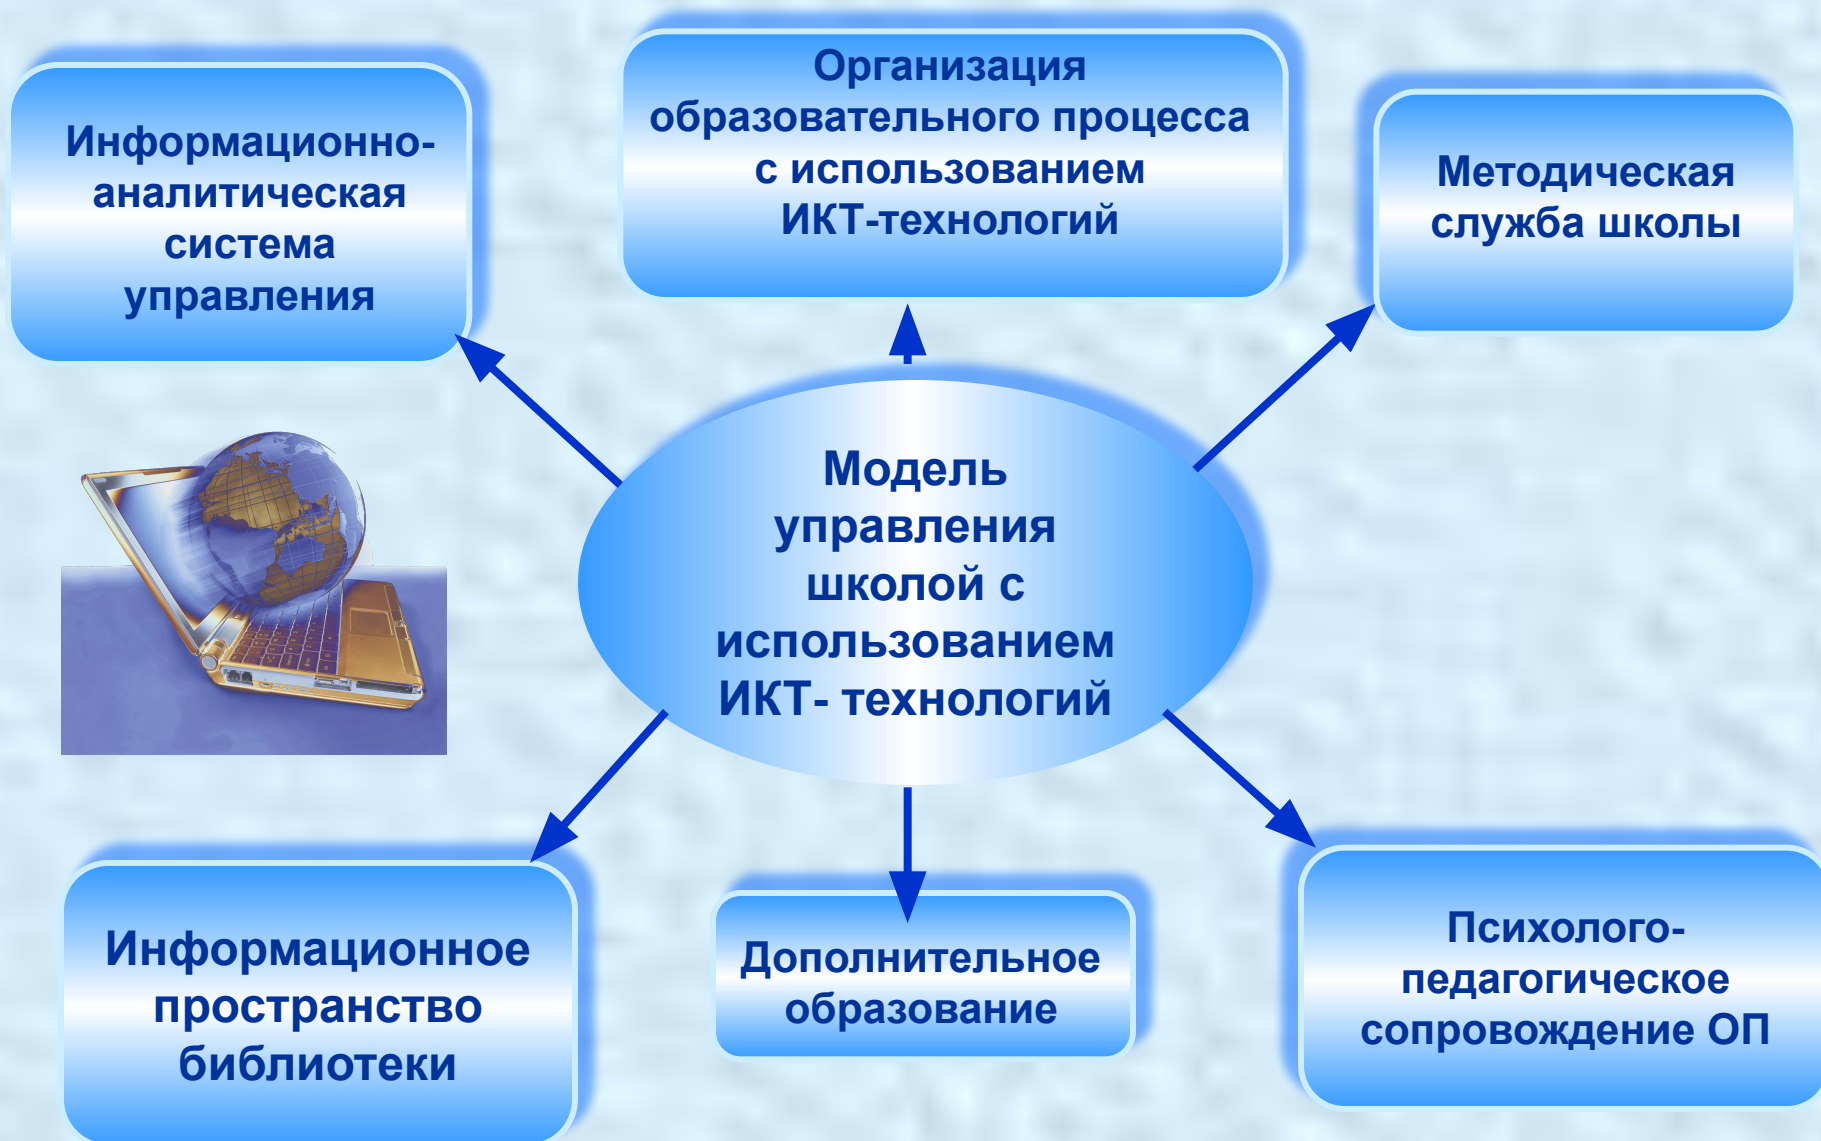 Информационно-
аналитическая
система
управления
Организация
образовательного процесса
с использованием
ИКТ-технологий
Методическая
служба школы
Модель
управления
школой с
использованием
ИКТ- технологий
Информационное
пространство
библиотеки
Дополнительное
образование
Психолого-
педагогическое
сопровождение ОП